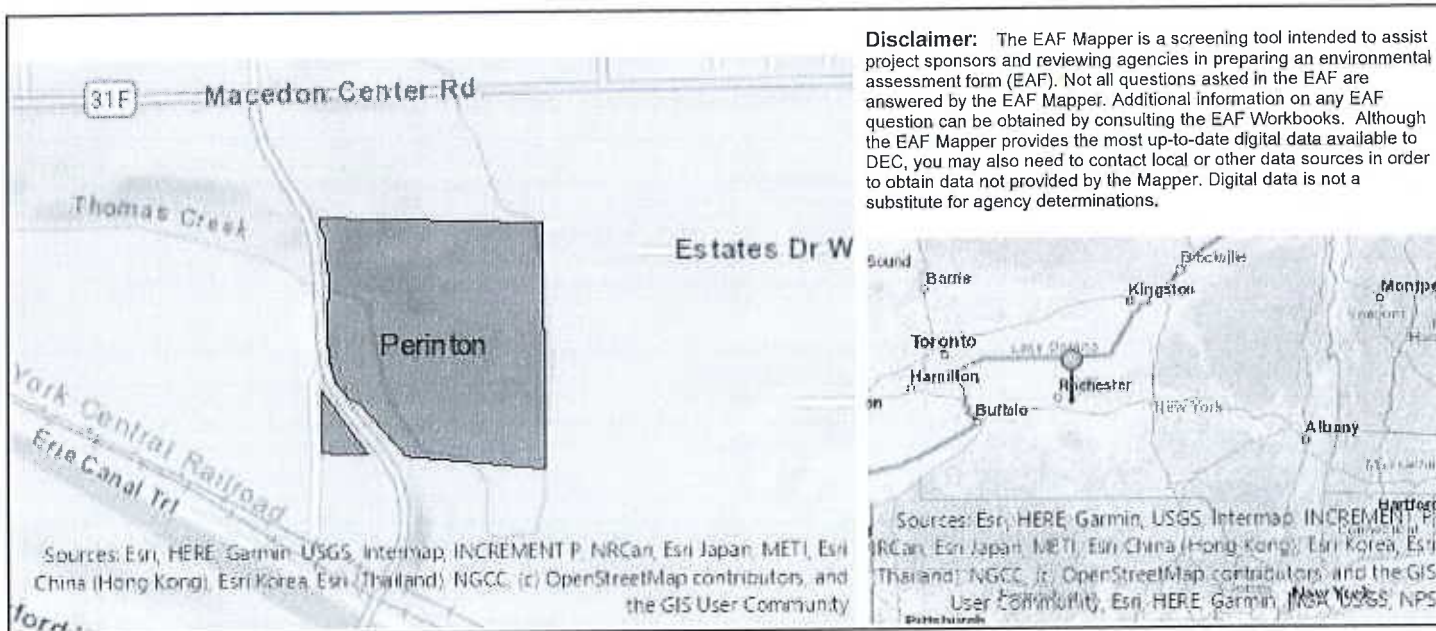 31F
Macedon Center Rd
Thomas Creek
Estates Dr W
Perinton
York Central Railroad
Erie Canal Trl
Sources: Esri, HERE, Garmin, USGS, Intermap, INCREMENT P, NRCan, Esri Japan, METI, Esri
China (Hong Kong), Esri Korea, Esri (Thailand), NGCC, (c) OpenStreetMap contributors, and
the GIS User Community
Disclaimer: The EAF Mapper is a screening tool intended to assist
project sponsors and reviewing agencies in preparing an environmental
assessment form (EAF). Not all questions asked in the EAF are
answered by the EAF Mapper. Additional information on any EAF
question can be obtained by consulting the EAF Workbooks. Although
the EAF Mapper provides the most up-to-date digital data available to
DEC, you may also need to contact local or other data sources in order
to obtain data not provided by the Mapper. Digital data is not a
substitute for agency determinations.
Sound
Barrie
Brockville
Kingston
Montpe
Toronto
Hamilton
Rochester
on
Buffalo
New York
Albany
Hartford
Sources: Esri, HERE, Garmin, USGS, Intermap, INCREMENT P,
NRCan, Esri Japan, METI, Esri China (Hong Kong), Esri Korea, Esri
(Thailand), NGCC, (c) OpenStreetMap contributors, and the GIS
User Community, Esri, HERE, Garmin, USGS, NPS
New York
Pittsburgh